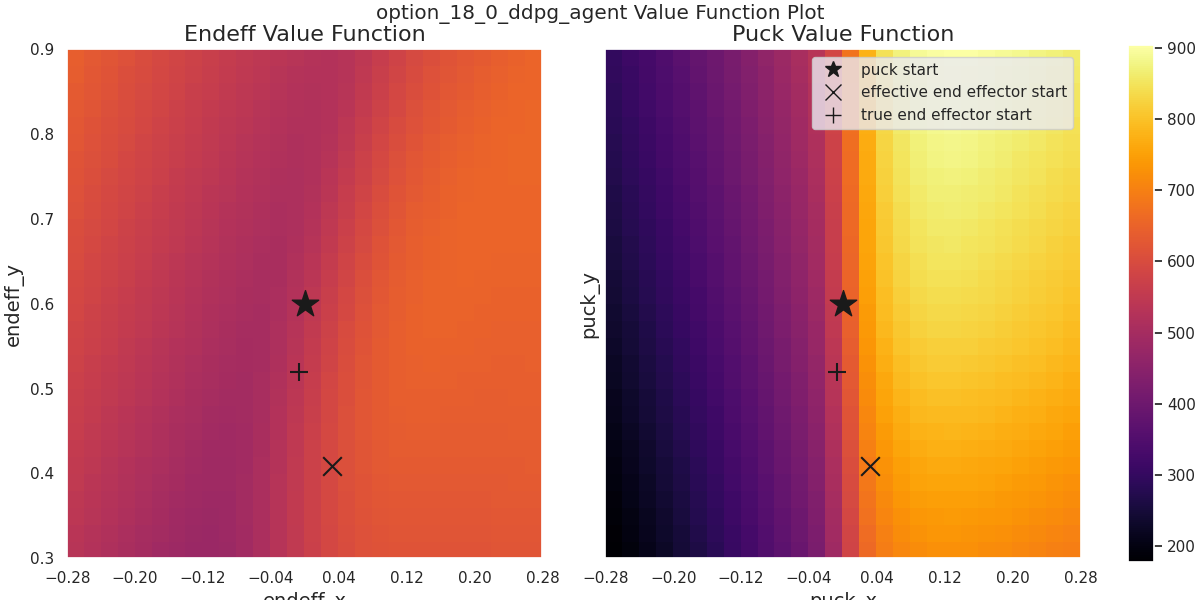 option_18_0_ddpg_agent Value Function Plot
Endeff Value Function
Puck Value Function
puck start
effective end effector start
true end effector start
endeff_y
0.9
0.8
0.7
0.6
0.5
0.4
0.3
−0.28 −0.20 −0.12 −0.04 0.04 0.12 0.20 0.28
endeff_x
puck_y
−0.28 −0.20 −0.12 −0.04 0.04 0.12 0.20 0.28
puck_x
900
800
700
600
500
400
300
200